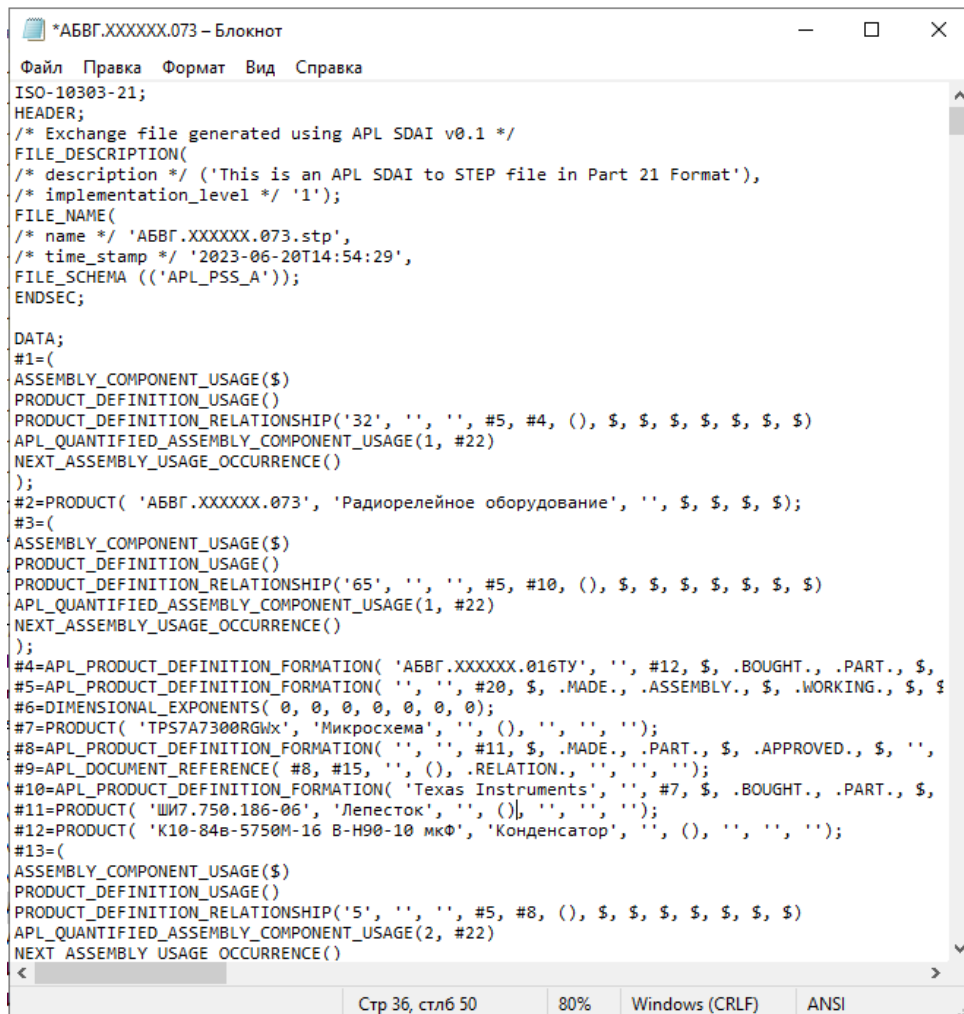 *АБВГ.XXXXXX.073 – Блокнот
Файл Правка Формат Вид Справка
ISO-10303-21;
HEADER;
/* Exchange file generated using APL SDAI v0.1 */
FILE_DESCRIPTION(
/* description */ ('This is an APL SDAI to STEP file in Part 21 Format'),
/* implementation_level */ '1');
FILE_NAME(
/* name */ 'АБВГ.XXXXXX.073.stp',
/* time_stamp */ '2023-06-20T14:54:29',
FILE_SCHEMA (('APL_PSS_A'));
ENDSEC;
DATA;
#1=(
ASSEMBLY_COMPONENT_USAGE($)
PRODUCT_DEFINITION_USAGE()
PRODUCT_DEFINITION_RELATIONSHIP('32', '', '', #5, #4, (), $, $, $, $, $, $, $)
APL_QUANTIFIED_ASSEMBLY_COMPONENT_USAGE(1, #22)
NEXT_ASSEMBLY_USAGE_OCCURRENCE()
);
#2=PRODUCT( 'АБВГ.XXXXXX.073', 'Радиорелейное оборудование', '', $, $, $, $);
#3=(
ASSEMBLY_COMPONENT_USAGE($)
PRODUCT_DEFINITION_USAGE()
PRODUCT_DEFINITION_RELATIONSHIP('65', '', '', #5, #10, (), $, $, $, $, $, $, $)
APL_QUANTIFIED_ASSEMBLY_COMPONENT_USAGE(1, #22)
NEXT_ASSEMBLY_USAGE_OCCURRENCE()
);
#4=APL_PRODUCT_DEFINITION_FORMATION( 'АБВГ.XXXXXX.016ТУ', '', #12, $, .BOUGHT., .PART., $,
#5=APL_PRODUCT_DEFINITION_FORMATION( '', '', #20, $, .MADE., .ASSEMBLY., $, .WORKING., $, $
#6=DIMENSIONAL_EXPONENTS( 0, 0, 0, 0, 0, 0, 0);
#7=PRODUCT( 'TPS7A7300RGWx', 'Микросхема', '', (), '', '', '');
#8=APL_PRODUCT_DEFINITION_FORMATION( '', '', #11, $, .MADE., .PART., $, .APPROVED., $, '',
#9=APL_DOCUMENT_REFERENCE( #8, #15, '', (), .RELATION., '', '', '');
#10=APL_PRODUCT_DEFINITION_FORMATION( 'Texas Instruments', '', #7, $, .BOUGHT., .PART., $,
#11=PRODUCT( 'ШИ7.750.186-06', 'Лепесток', '', (), '', '', '');
#12=PRODUCT( 'К10-84в-5750М-16 В-Н90-10 мкФ', 'Конденсатор', '', (), '', '', '');
#13=(
ASSEMBLY_COMPONENT_USAGE($)
PRODUCT_DEFINITION_USAGE()
PRODUCT_DEFINITION_RELATIONSHIP('5', '', '', #5, #8, (), $, $, $, $, $, $, $)
APL_QUANTIFIED_ASSEMBLY_COMPONENT_USAGE(2, #22)
NEXT_ASSEMBLY_USAGE_OCCURRENCE()
Стр 36, стлб 50 80% Windows (CRLF) ANSI